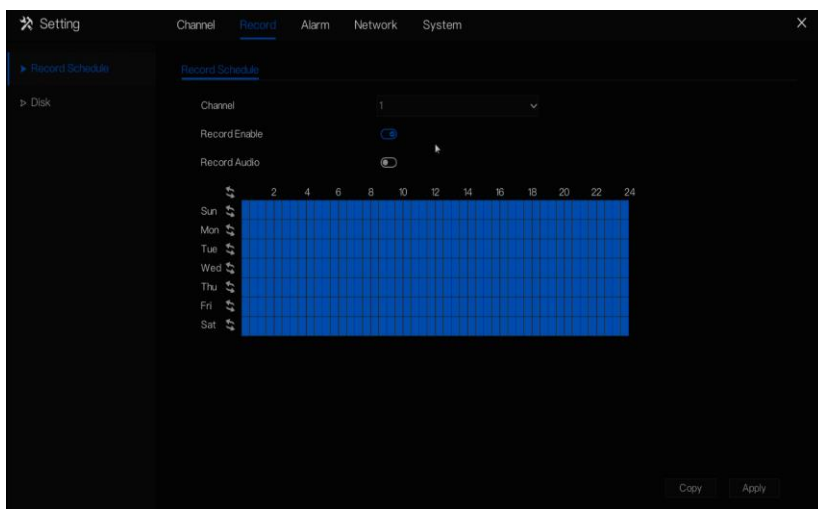 Setting Channel Record Alarm Network System
Record Schedule Record Schedule
Disk Channel 1
Record Enable
Record Audio
2 4 6 8 10 12 14 16 18 20 22 24
Sun
Mon
Tue
Wed
Thu
Fri
Sat
Copy Apply